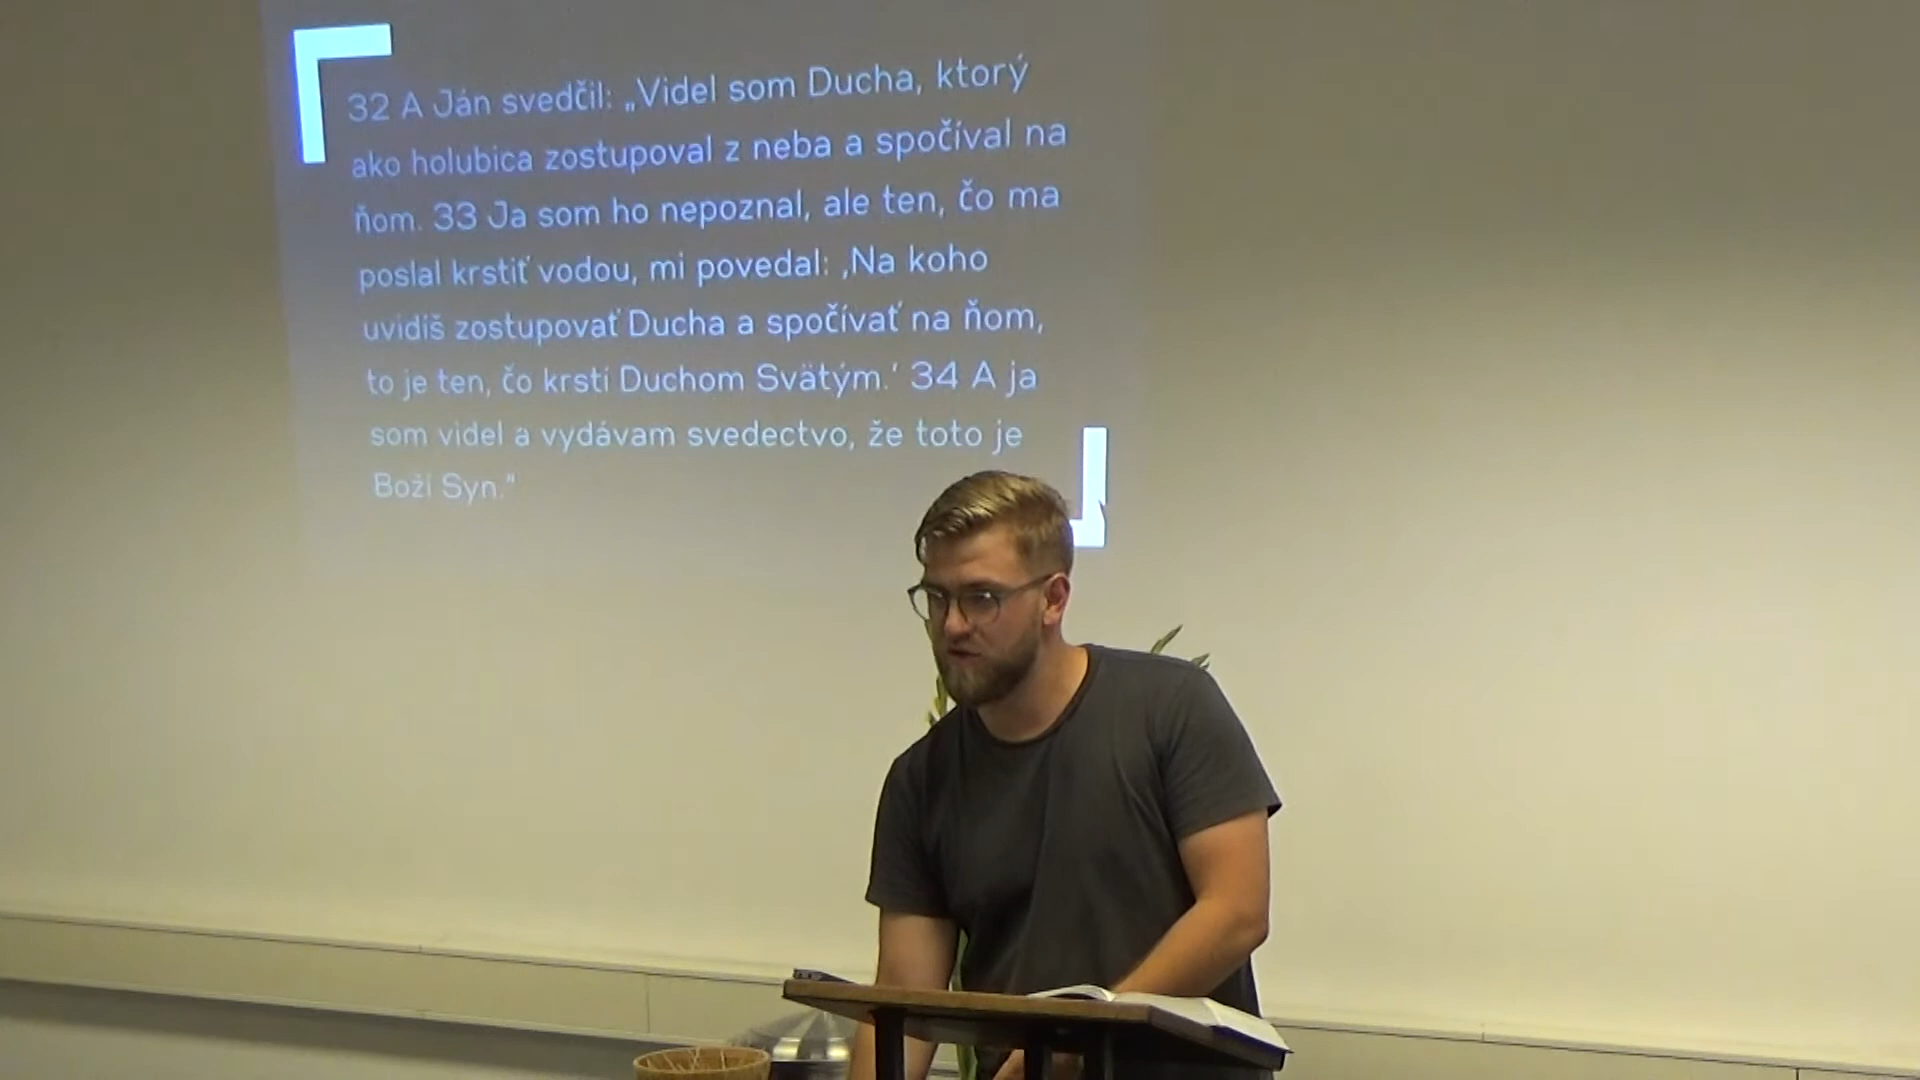 32 A Ján svedčil: „Videl som Ducha, ktorý
ako holubica zostupoval z neba a spočíval na
ňom. 33 Ja som ho nepoznal, ale ten, čo ma
poslal krstiť vodou, mi povedal: ‚Na koho
uvidíš zostupovať Ducha a spočívať na ňom,
to je ten, čo krstí Duchom Svätým.‘ 34 A ja
som videl a vydávam svedectvo, že toto je
Boží Syn."